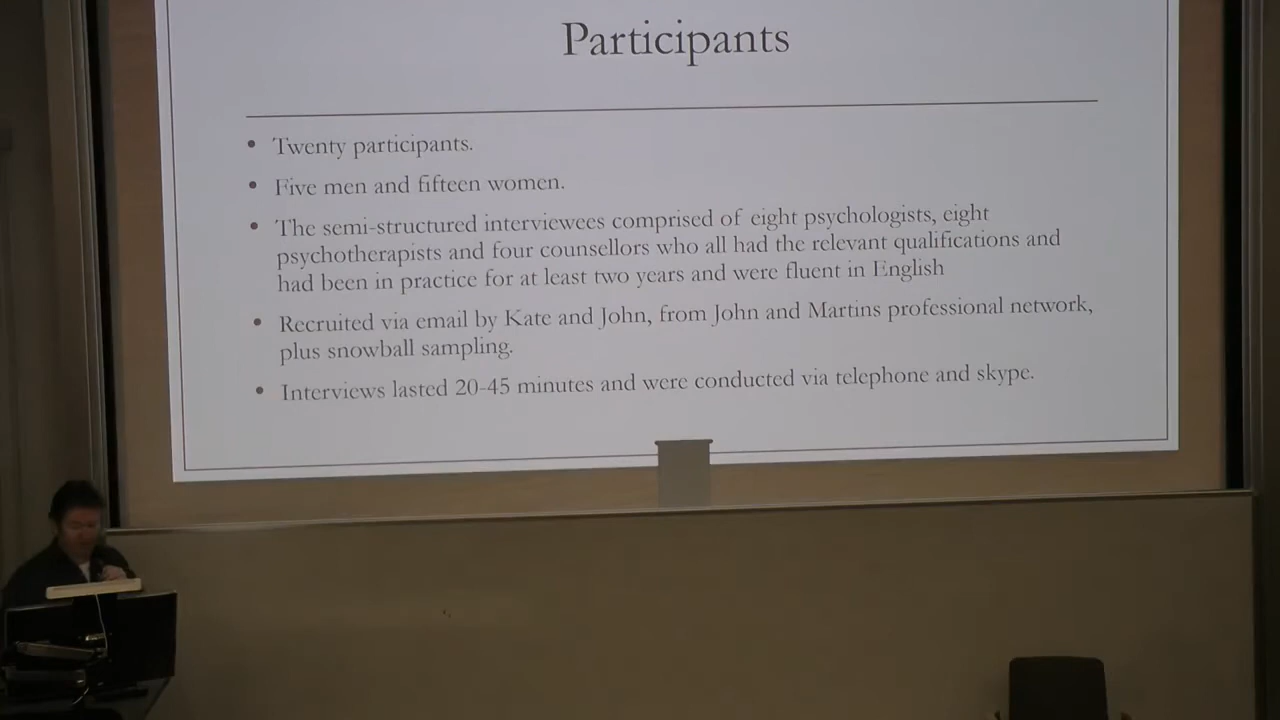 Participants
• Twenty participants.
• Five men and fifteen women.
• The semi-structured interviewees comprised of eight psychologists, eight
psychotherapists and four counsellors who all had the relevant qualifications and
had been in practice for at least two years and were fluent in English
• Recruited via email by Kate and John, from John and Martins professional network,
plus snowball sampling.
• Interviews lasted 20-45 minutes and were conducted via telephone and skype.